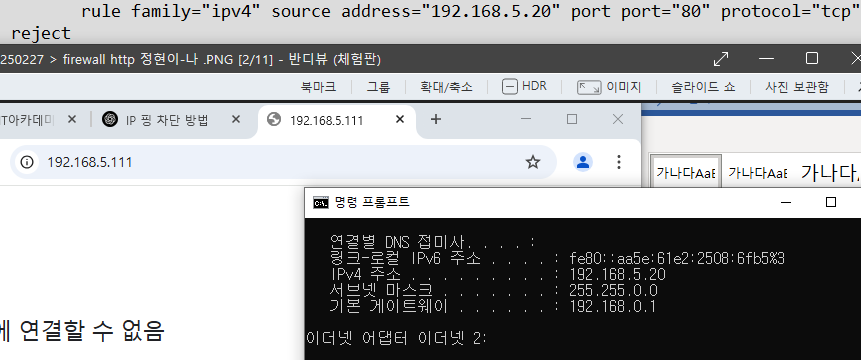 rule family="ipv4" source address="192.168.5.20" port port="80" protocol="tcp"
reject
250227 > firewall http 정현이-나 .PNG [2/11] - 반디뷰 (체험판)
북마크 그룹 확대/축소 HDR 이미지 슬라이드 쇼 사진 보관함
IT아카데미 IP 핑 차단 방법 192.168.5.111
192.168.5.111
가나다AaB 가나다AaB 가나다
명령 프롬프트
연결별 DNS 접미사. . . . :
링크-로컬 IPv6 주소 . . . . : fe80::aa5e:61e2:2508:6fb5%3
IPv4 주소 . . . . . . . . . : 192.168.5.20
서브넷 마스크 . . . . . . . : 255.255.0.0
기본 게이트웨이 . . . . . . : 192.168.0.1
에 연결할 수 없음
이더넷 어댑터 이더넷 2: